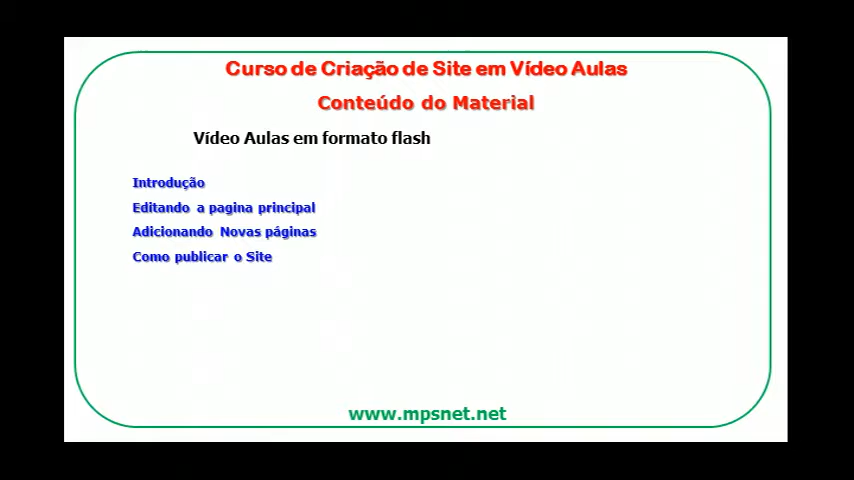 Curso de Criação de Site em Vídeo Aulas
Conteúdo do Material
Vídeo Aulas em formato flash
Introdução
Editando a pagina principal
Adicionando Novas páginas
Como publicar o Site
www.mpsnet.net